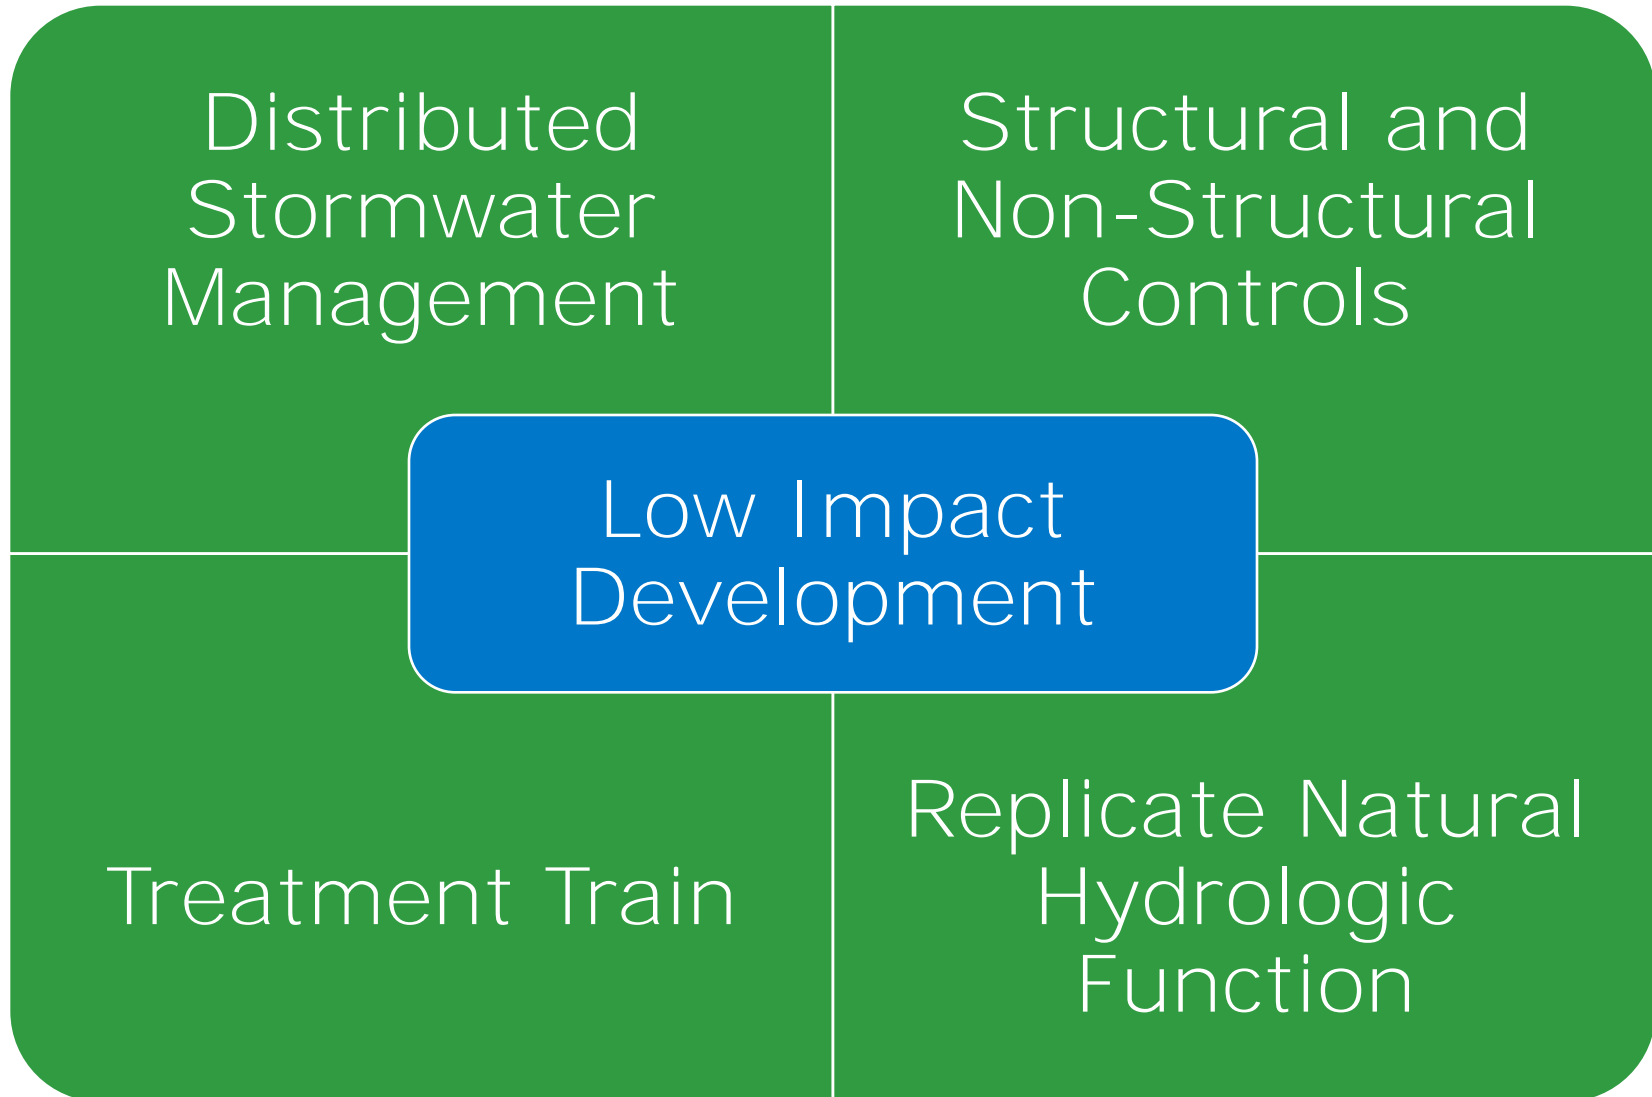 Distributed
Stormwater
Management
Structural and
Non-Structural
Controls
Low Impact
Development
Treatment Train
Replicate Natural
Hydrologic
Function